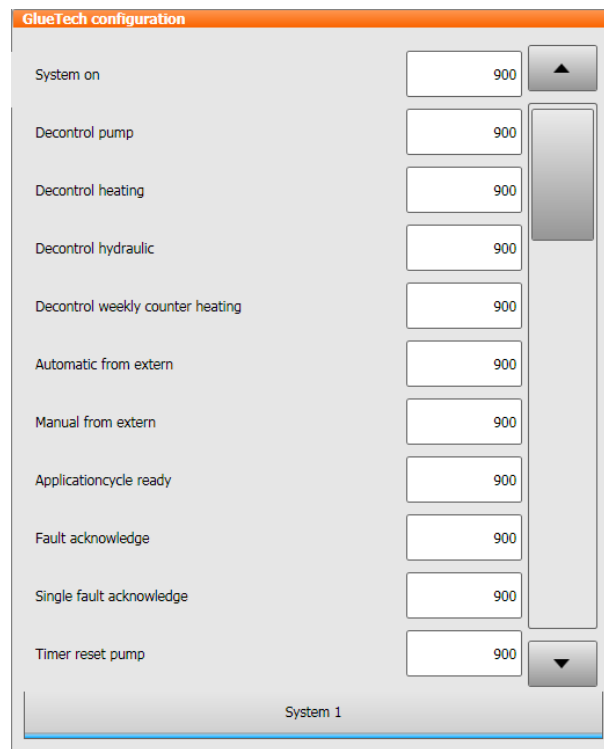 GlueTech configuration
System on 900
Decontrol pump 900
Decontrol heating 900
Decontrol hydraulic 900
Decontrol weekly counter heating 900
Automatic from extern 900
Manual from extern 900
Applicationcycle ready 900
Fault acknowledge 900
Single fault acknowledge 900
Timer reset pump 900
System 1